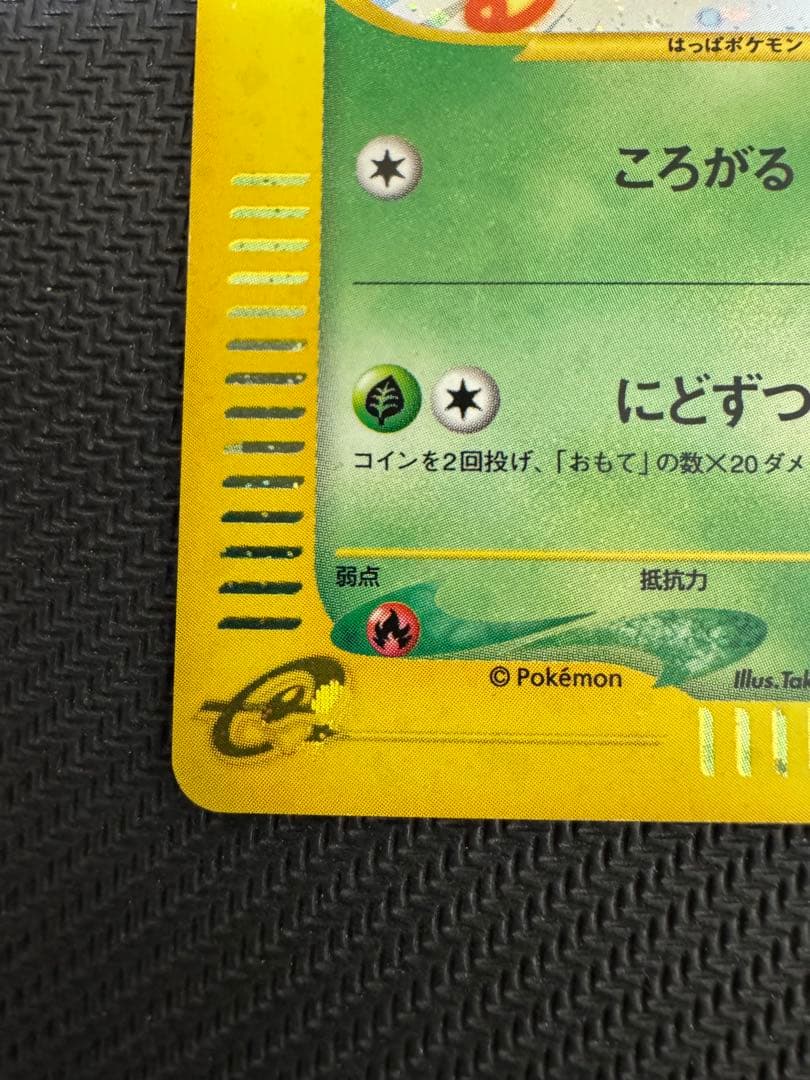 はっぱポケモン
ころがる
にどずつ
コインを2回投げ、「おもて」の数×20ダメ
弱点
抵抗力
© Pokémon
Illus.Tak
e